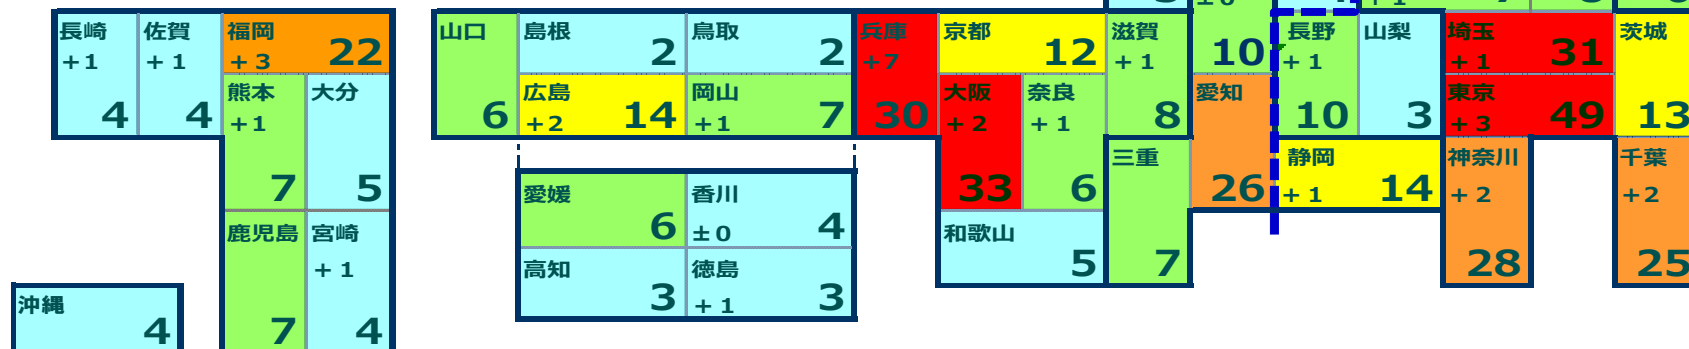 長崎
+1
4
佐賀
+1
4
福岡
+3
22
熊本
+1
7
大分
5
鹿児島
7
宮崎
+1
4
沖縄
4
山口
6
島根
2
鳥取
2
広島
+2
14
岡山
+1
7
愛媛
6
香川
±0
4
高知
3
徳島
+1
3
兵庫
+7
30
京都
12
大阪
+2
33
奈良
+1
6
和歌山
5
滋賀
+1
8
三重
7
10
愛知
26
長野
+1
10
山梨
3
静岡
+1
14
埼玉
+1
31
東京
+3
49
神奈川
+2
28
茨城
13
千葉
+2
25